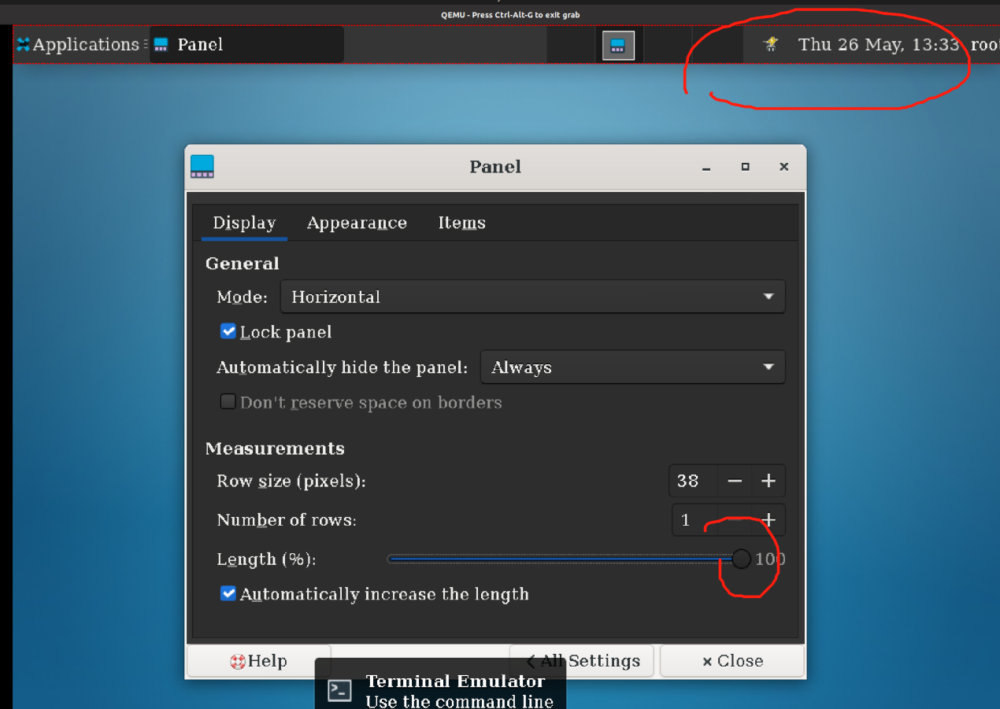 QEMU - Press Ctrl-Alt-G to exit grab
Applications Panel Thu 26 May, 13:33 roo
Panel
Display Appearance Items
General
Mode: Horizontal
Lock panel
Automatically hide the panel: Always
Don't reserve space on borders
Measurements
Row size (pixels): 38
Number of rows: 1
Length (%): 100
Automatically increase the length
Help All Settings Close
Terminal Emulator
Use the command line